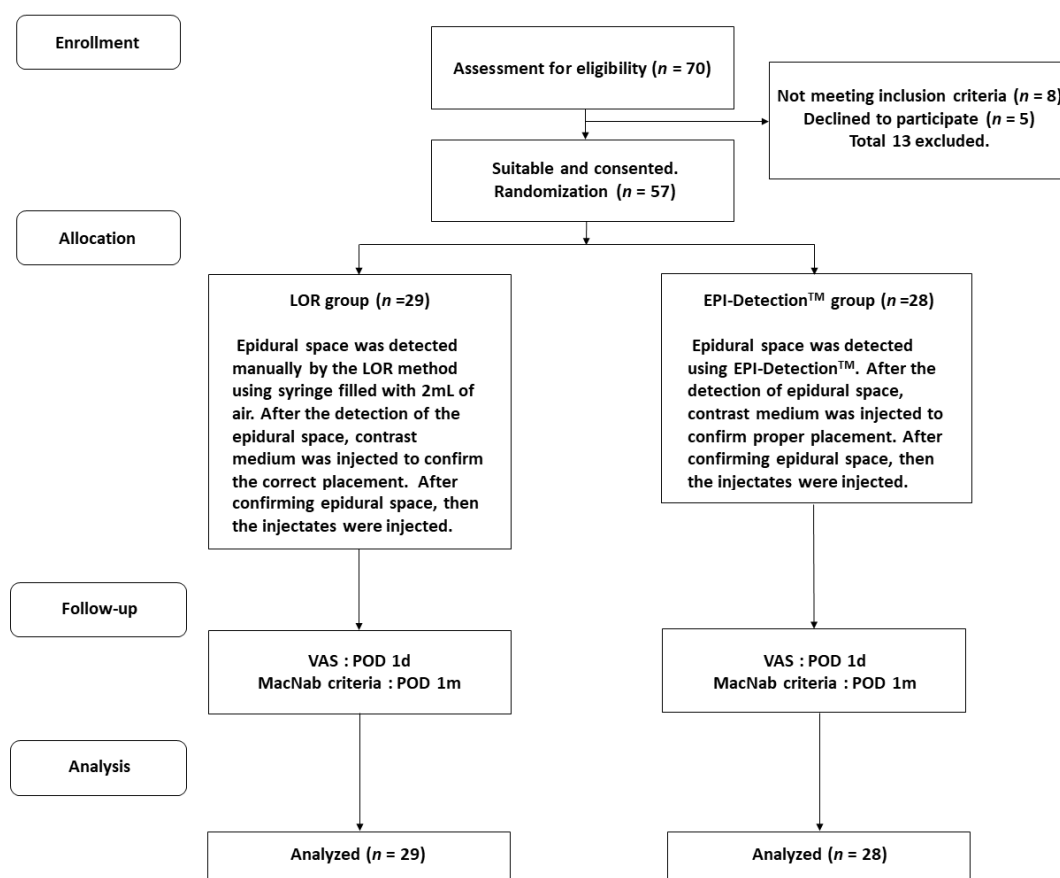 Enrollment
Assessment for eligibility (n = 70)
Not meeting inclusion criteria (n = 8)
Declined to participate (n = 5)
Total 13 excluded.
Suitable and consented.
Randomization (n = 57)
Allocation
LOR group (n =29)
Epidural space was detected
manually by the LOR method
using syringe filled with 2mL of
air. After the detection of the
epidural space, contrast
medium was injected to confirm
the correct placement. After
confirming epidural space, then
the injectates were injected.
EPI-Detection™ group (n =28)
Epidural space was detected
using EPI-Detection™. After the
detection of epidural space,
contrast medium was injected to
confirm proper placement. After
confirming epidural space, then
the injectates were injected.
Follow-up
VAS : POD 1d
MacNab criteria : POD 1m
VAS : POD 1d
MacNab criteria : POD 1m
Analysis
Analyzed (n = 29)
Analyzed (n = 28)